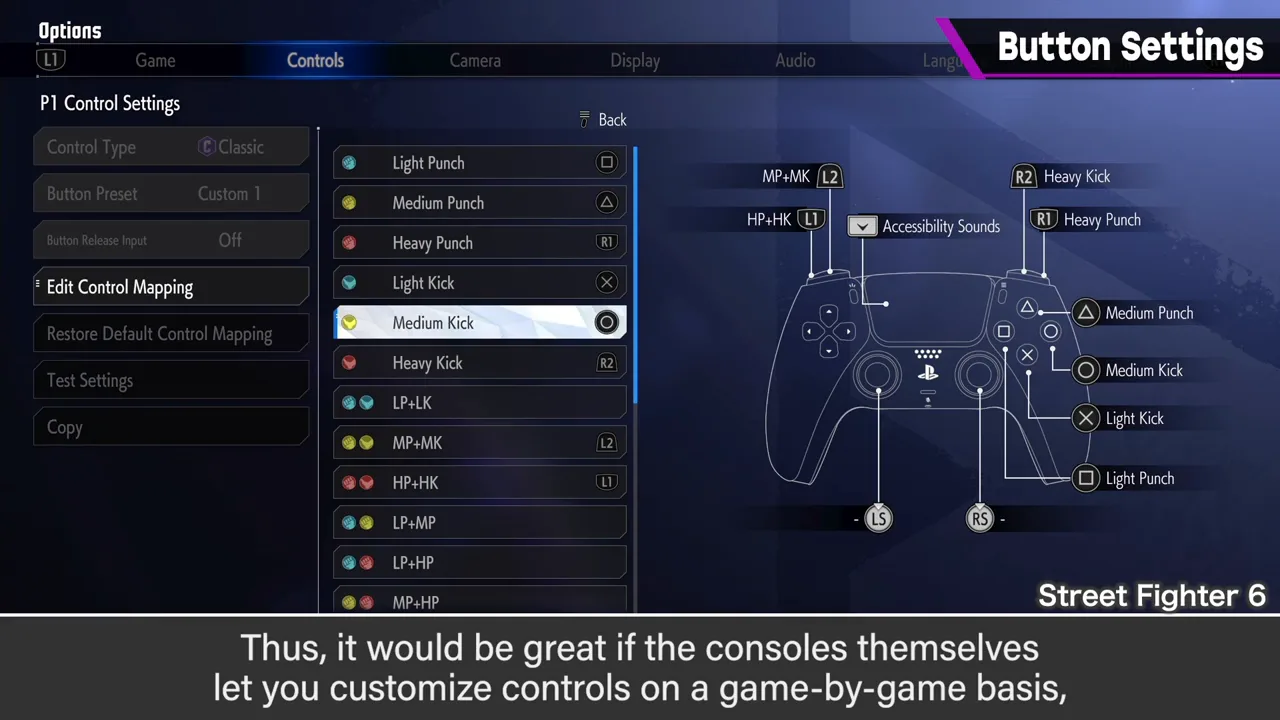 Options
Button Settings
L1
Game
Controls
Camera
Display
Audio
Langu
P1 Control Settings
Back
Control Type
C Classic
Button Preset
Custom 1
Button Release Input
Off
Edit Control Mapping
Restore Default Control Mapping
Test Settings
Copy
Light Punch
Medium Punch
Heavy Punch R1
Light Kick
Medium Kick
Heavy Kick R2
LP+LK
MP+MK L2
HP+HK L1
LP+MP
LP+HP
MP+HP
MP+MK L2
R2 Heavy Kick
HP+HK L1
R1 Heavy Punch
Accessibility Sounds
Medium Punch
Medium Kick
Light Kick
Light Punch
- LS
RS -
Street Fighter 6
Thus, it would be great if the consoles themselves
let you customize controls on a game-by-game basis,